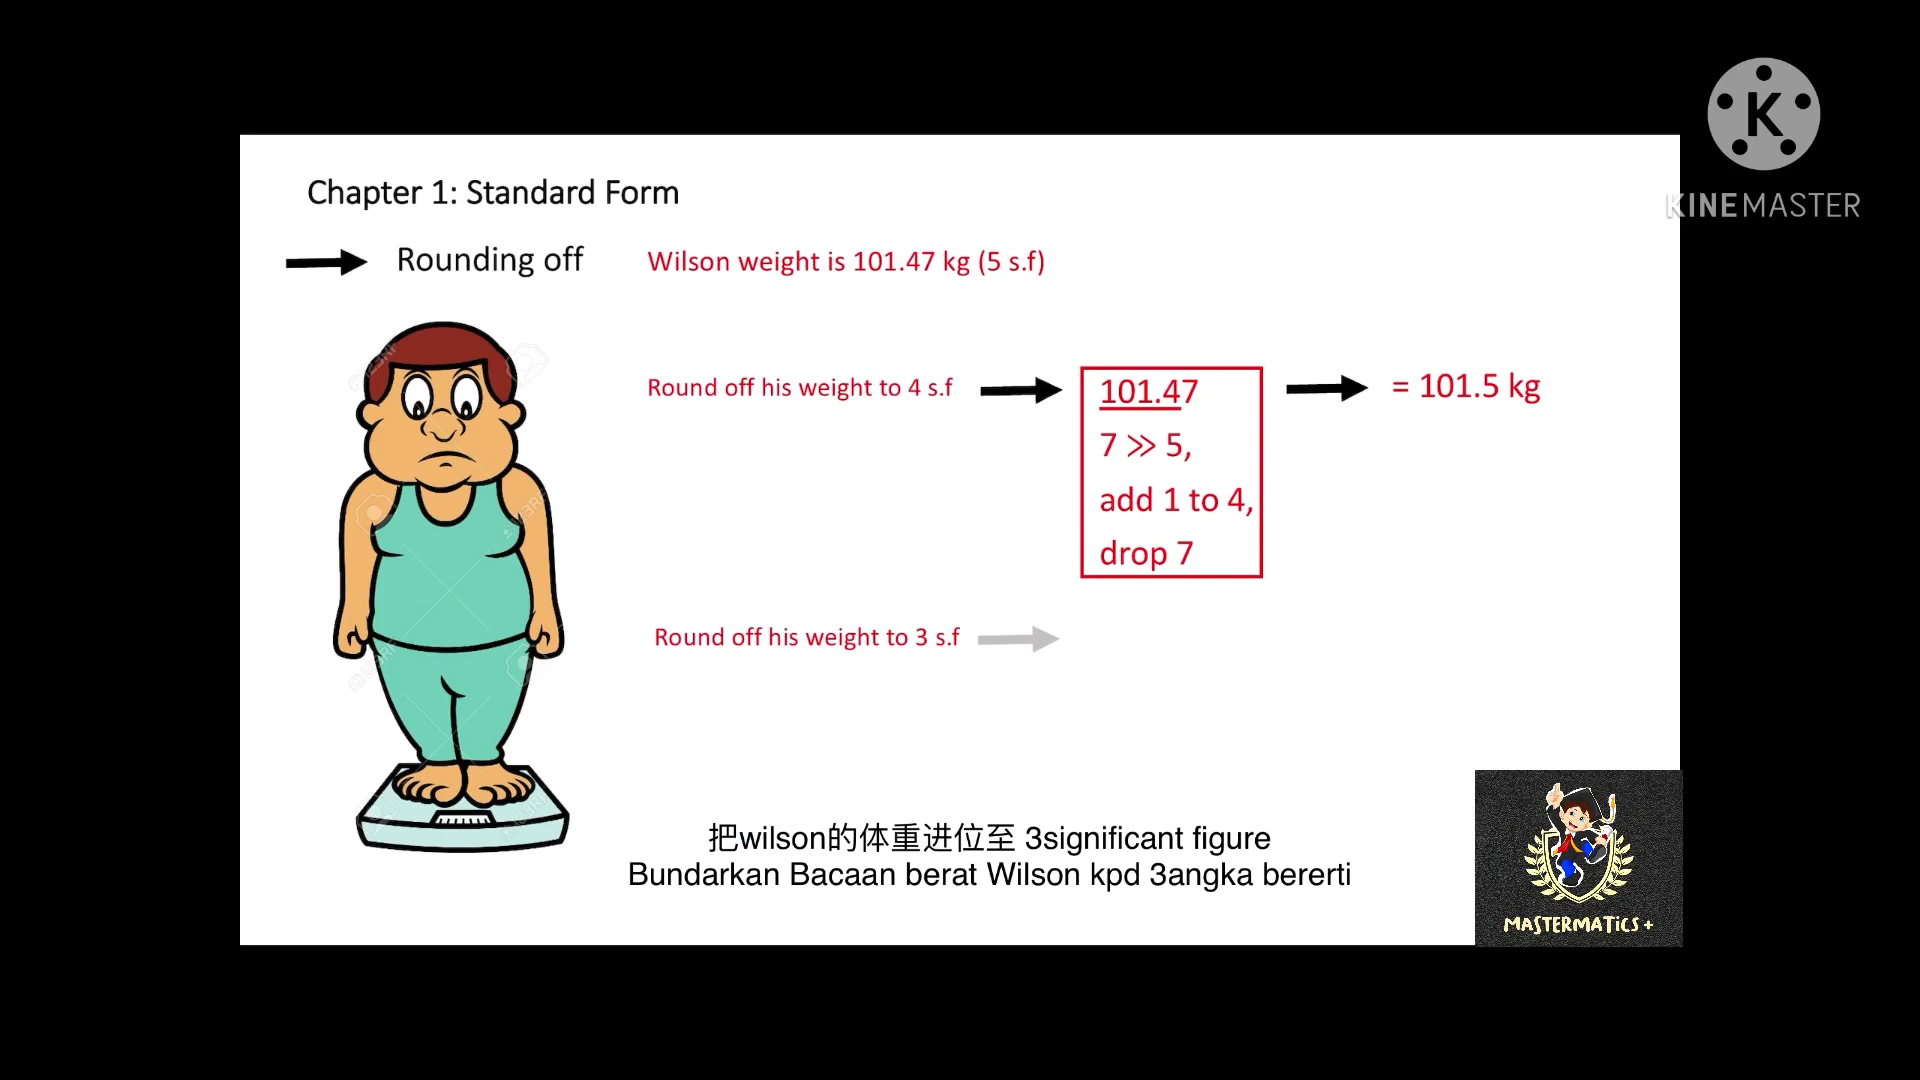 K
KINEMASTER
Chapter 1: Standard Form
Rounding off
Wilson weight is 101.47 kg (5 s.f)
Round off his weight to 4 s.f
101.47
7 ≫ 5,
add 1 to 4,
drop 7
= 101.5 kg
Round off his weight to 3 s.f
把wilson的体重进位至 3significant figure
Bundarkan Bacaan berat Wilson kpd 3angka bererti
MASTERMATiCS +